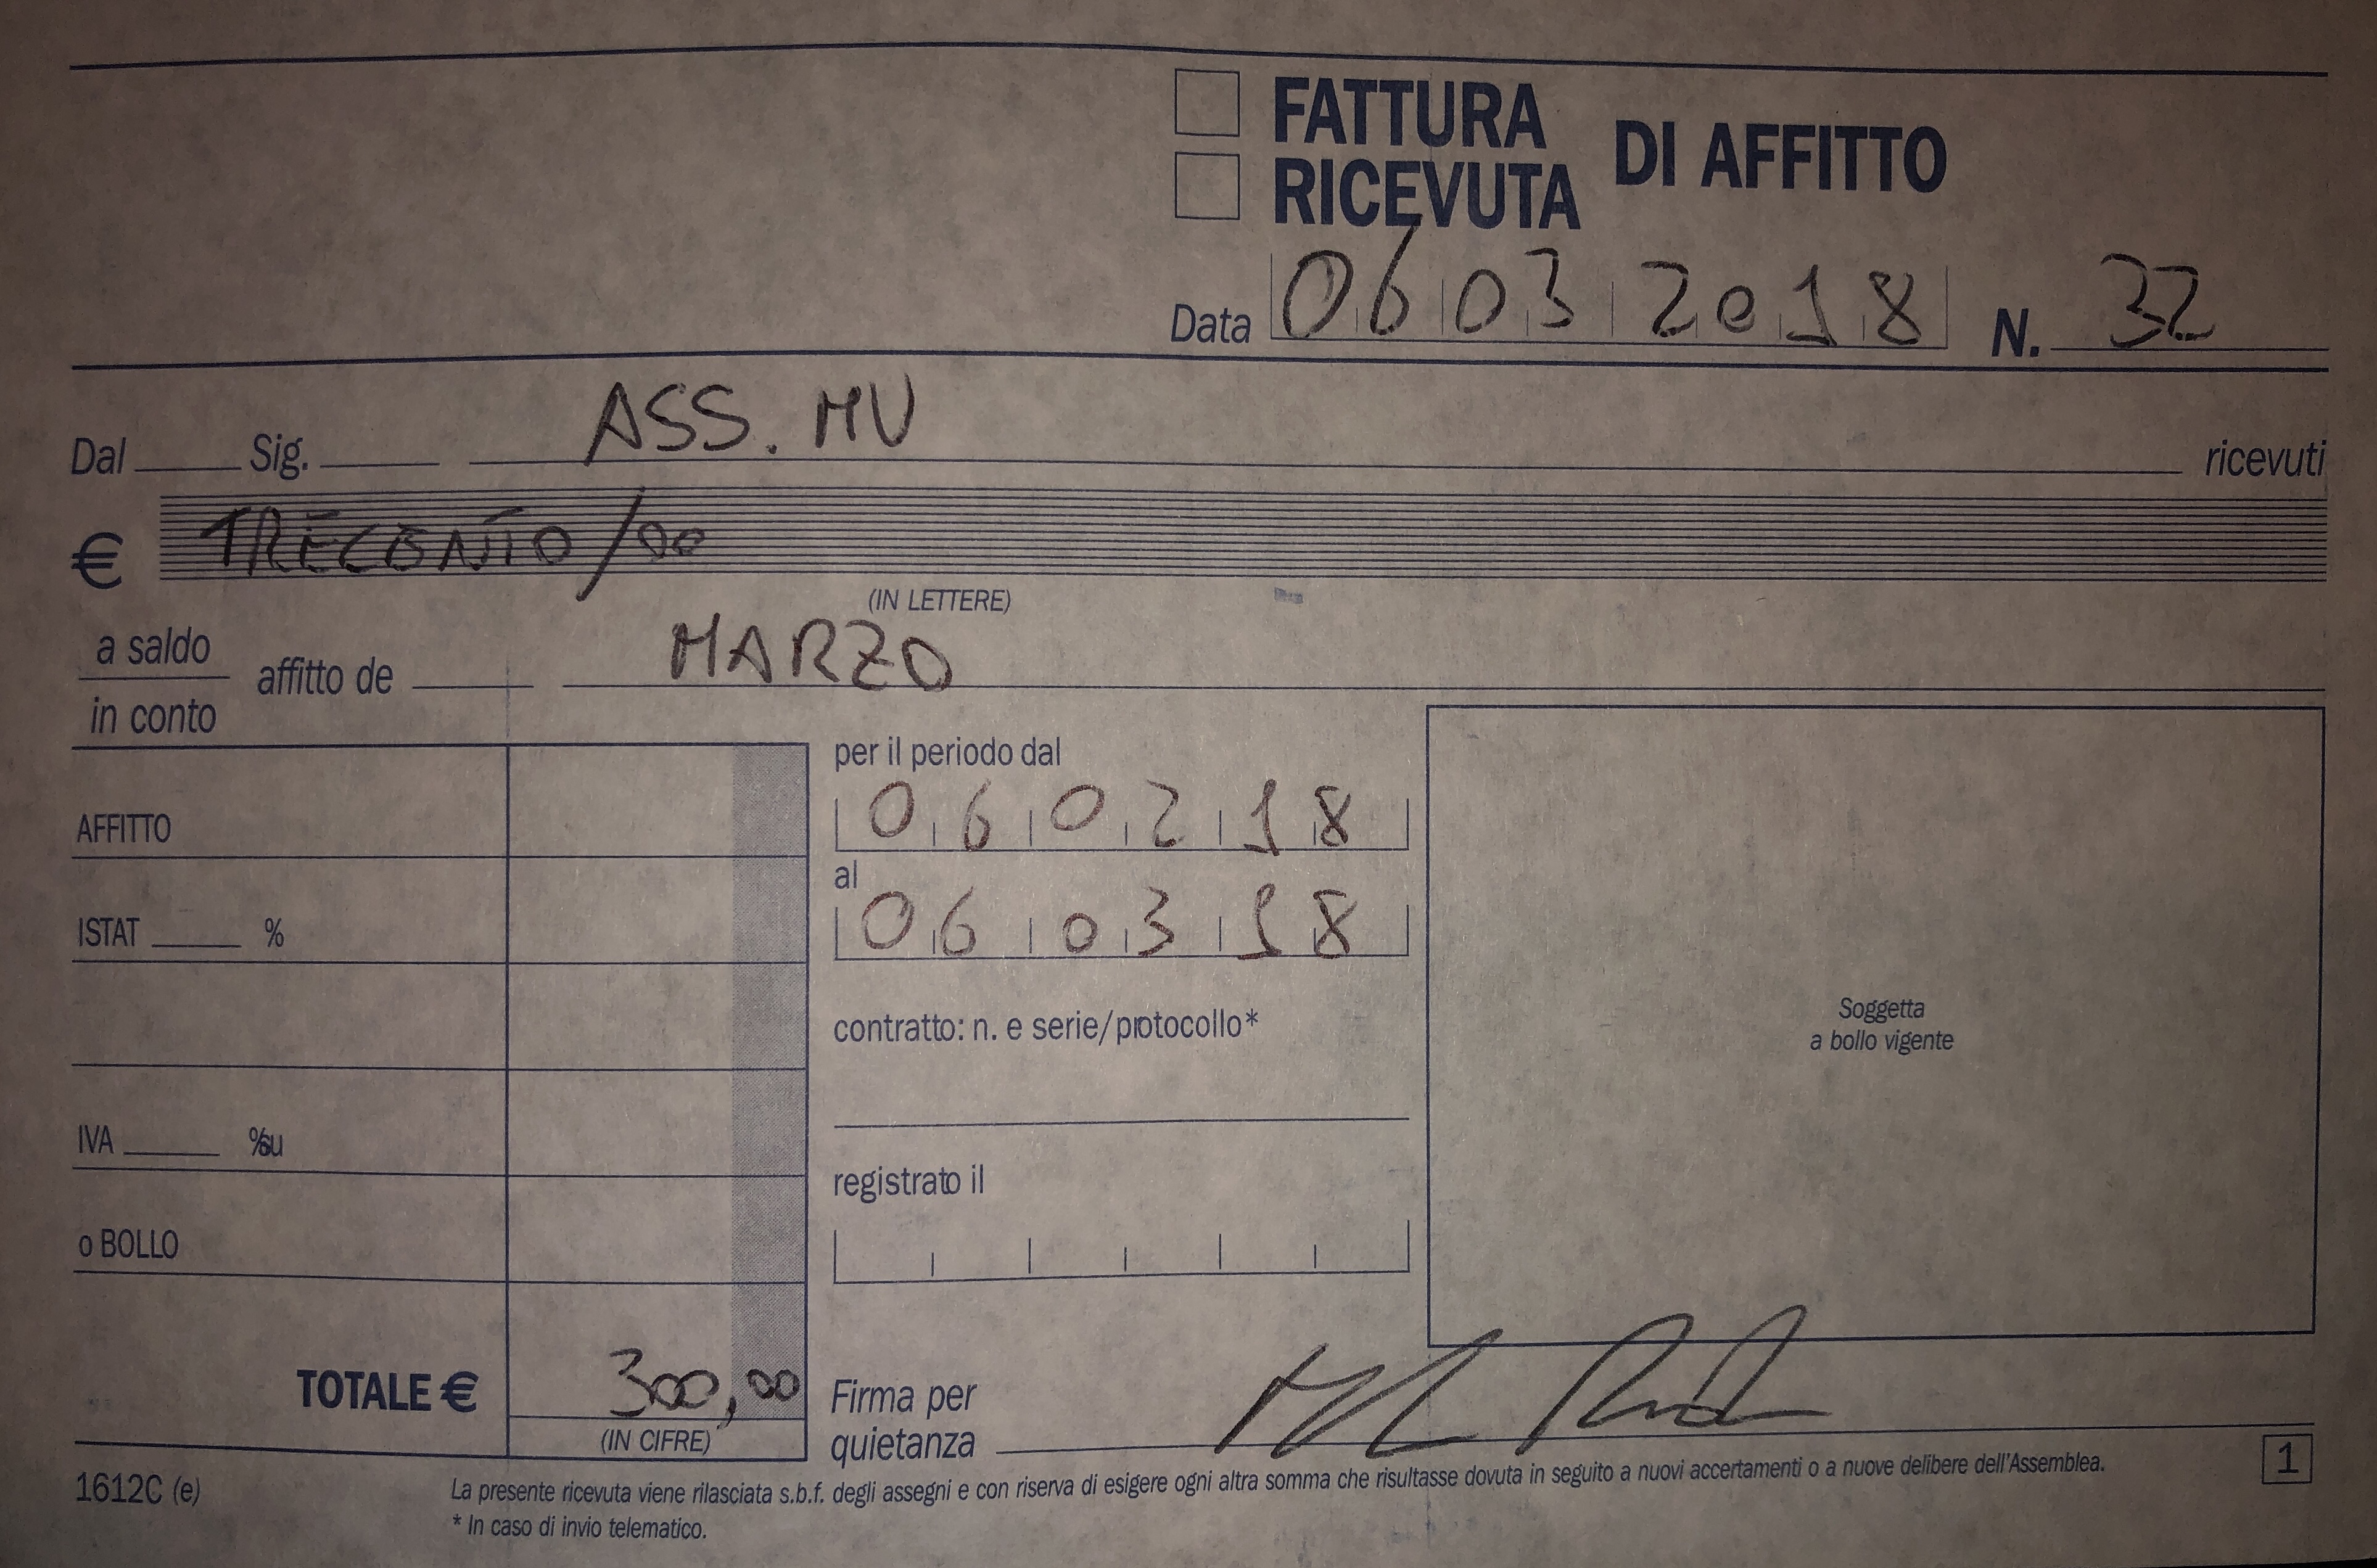 FATTURA
RICEVUTA
DI AFFITTO
Data 06 03 2018 N. 32
Dal Sig. ASS. MU ricevuti
€ TRECENTO/00
(IN LETTERE)
a saldo
in conto
affitto de MARZO
per il periodo dal
06 02 18
al
06 03 18
AFFITTO
ISTAT %
IVA %su
o BOLLO
TOTALE € 300,00
(IN CIFRE)
contratto: n. e serie/protocollo*
registrato il
Soggetta
a bollo vigente
Firma per
quietanza
1612C (e)
La presente ricevuta viene rilasciata s.b.f. degli assegni e con riserva di esigere ogni altra somma che risultasse dovuta in seguito a nuovi accertamenti o a nuove delibere dell'Assemblea.
* In caso di invio telematico.
1